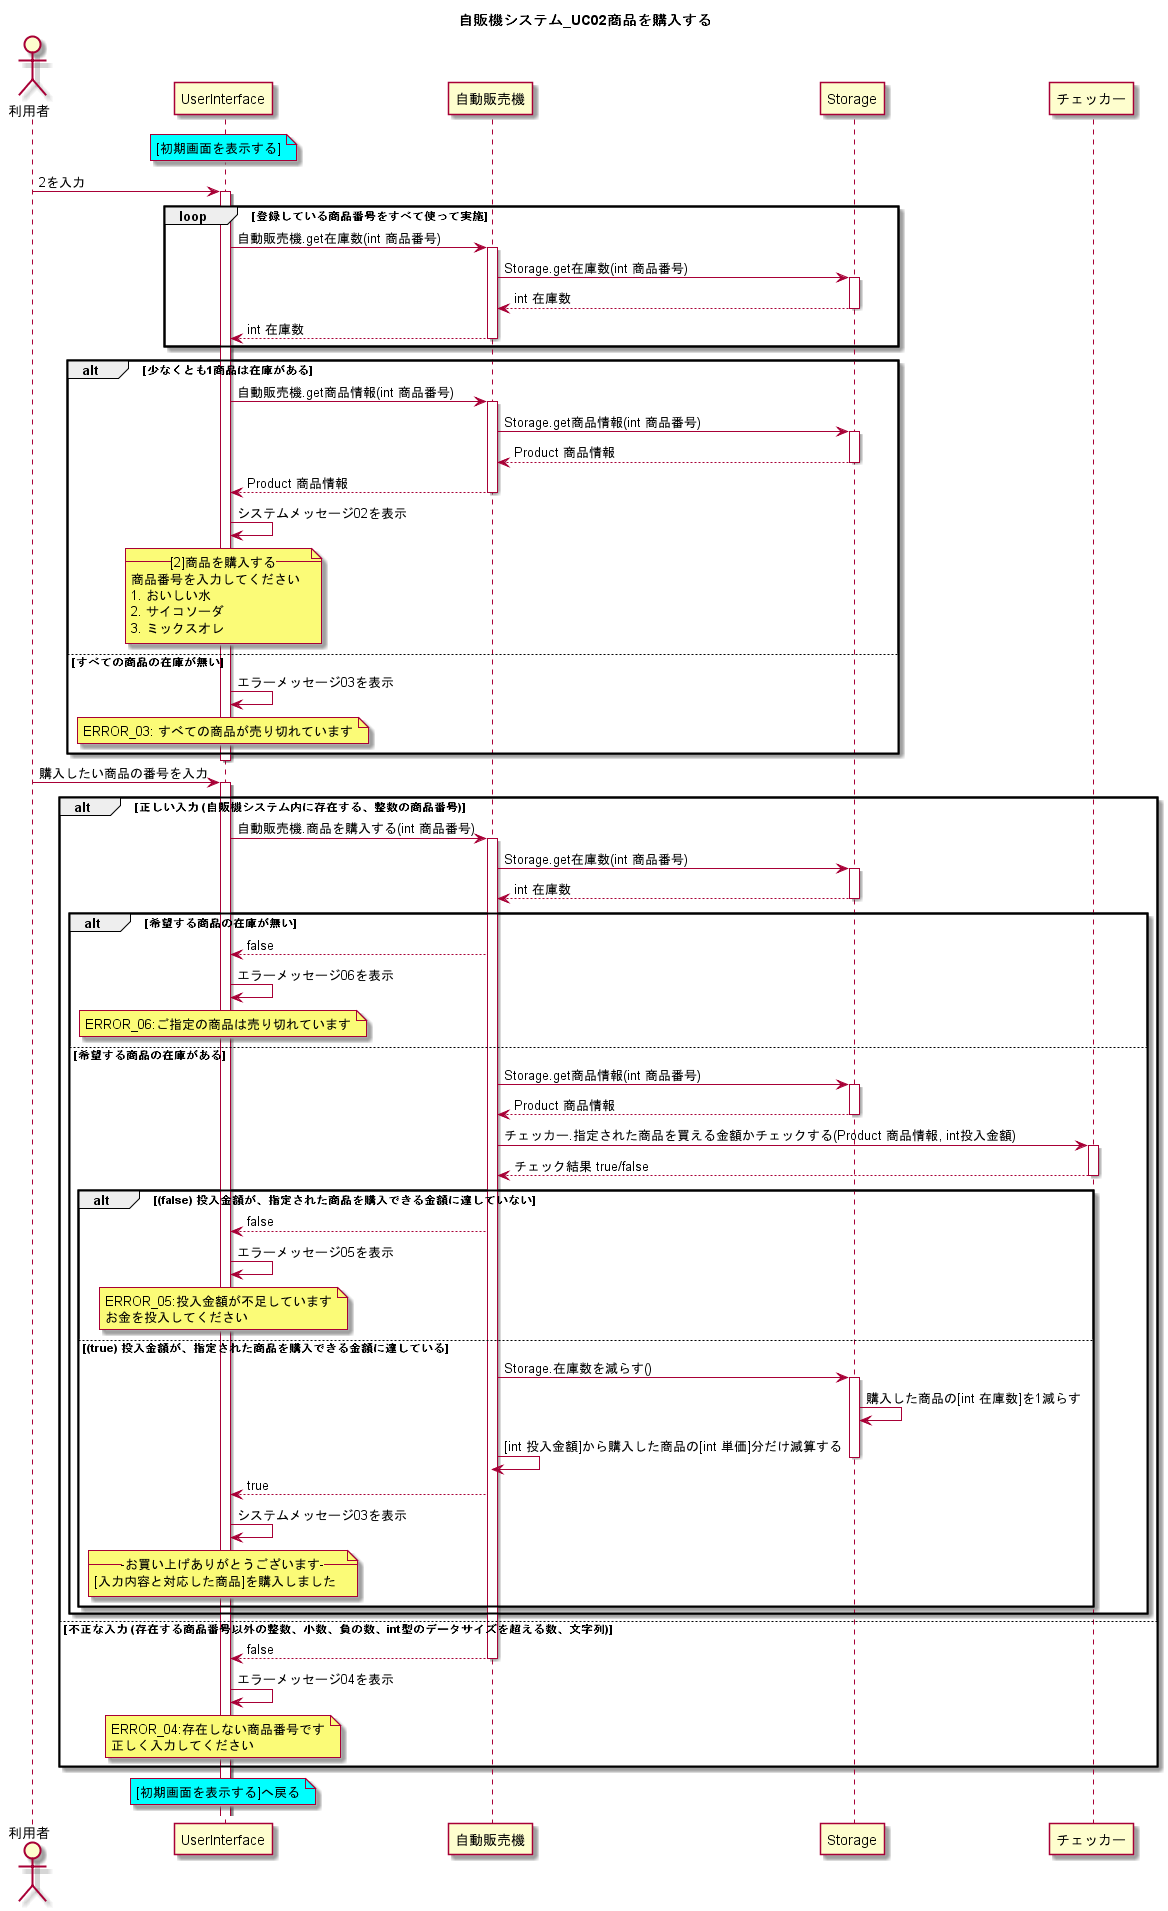 自販機システム_UC02商品を購入する
利用者
UserInterface
自動販売機
Storage
チェッカー
[初期画面を表示する]
2を入力
loop
[登録している商品番号をすべて使って実施]
自動販売機.get在庫数(int 商品番号)
Storage.get在庫数(int 商品番号)
int 在庫数
int 在庫数
alt
[少なくとも1商品は在庫がある]
自動販売機.get商品情報(int 商品番号)
Storage.get商品情報(int 商品番号)
Product 商品情報
Product 商品情報
システムメッセージ02を表示
[2]商品を購入する
商品番号を入力してください
1. おいしい水
2. サイコソーダ
3. ミックスオレ
[すべての商品の在庫が無い]
エラーメッセージ03を表示
ERROR_03: すべての商品が売り切れています
購入したい商品の番号を入力
alt
[正しい入力 (自販機システム内に存在する、整数の商品番号)]
自動販売機.商品を購入する(int 商品番号)
Storage.get在庫数(int 商品番号)
int 在庫数
alt
[希望する商品の在庫が無い]
false
エラーメッセージ06を表示
ERROR_06:ご指定の商品は売り切れています
[希望する商品の在庫がある]
Storage.get商品情報(int 商品番号)
Product 商品情報
チェッカー.指定された商品を買える金額かチェックする(Product 商品情報, int投入金額)
チェック結果 true/false
alt
[(false) 投入金額が、指定された商品を購入できる金額に達していない]
false
エラーメッセージ05を表示
ERROR_05:投入金額が不足しています
お金を投入してください
[(true) 投入金額が、指定された商品を購入できる金額に達している]
Storage.在庫数を減らす()
購入した商品の[int 在庫数]を1減らす
[int 投入金額]から購入した商品の[int 単価]分だけ減算する
true
システムメッセージ03を表示
-お買い上げありがとうございます-
[入力内容と対応した商品]を購入しました
[不正な入力 (存在する商品番号以外の整数、小数、負の数、int型のデータサイズを超える数、文字列)]
false
エラーメッセージ04を表示
ERROR_04:存在しない商品番号です
正しく入力してください
[初期画面を表示する]へ戻る
利用者
UserInterface
自動販売機
Storage
チェッカー